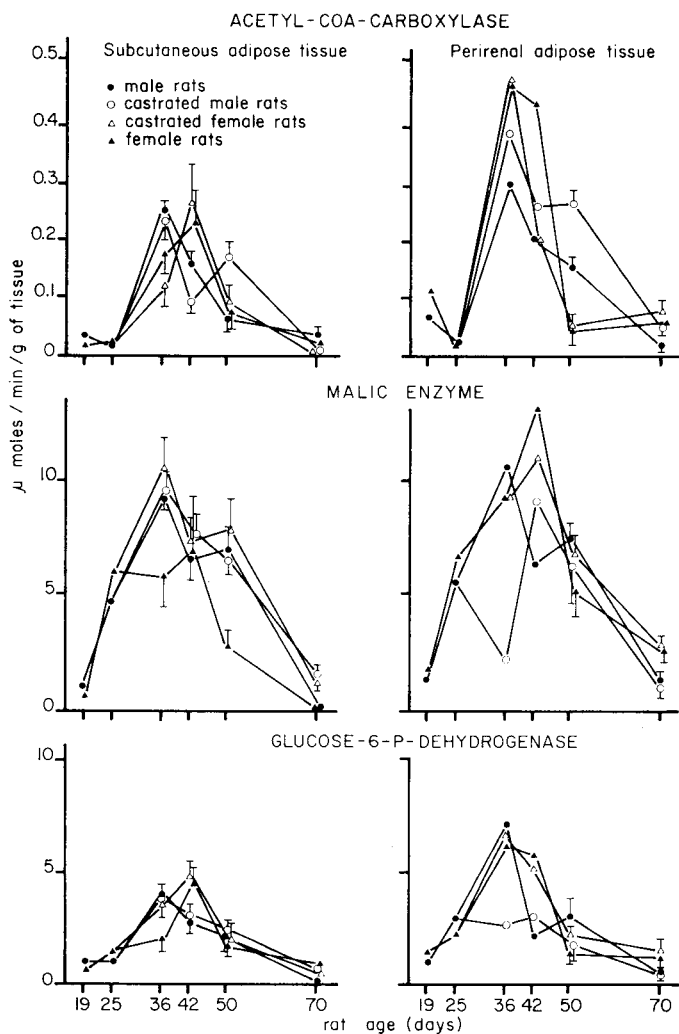 ACETYL-COA-CARBOXYLASE
Subcutaneous adipose tissue
Perirenal adipose tissue
male rats
castrated male rats
castrated female rats
female rats
0.5
0.4
0.3
0.2
0.1
0
μ moles / min / g of tissue
MALIC ENZYME
10
5
0
GLUCOSE-6-P-DEHYDROGENASE
10
5
0
19 25 36 42 50 70
19 25 36 42 50 70
rat age (days)